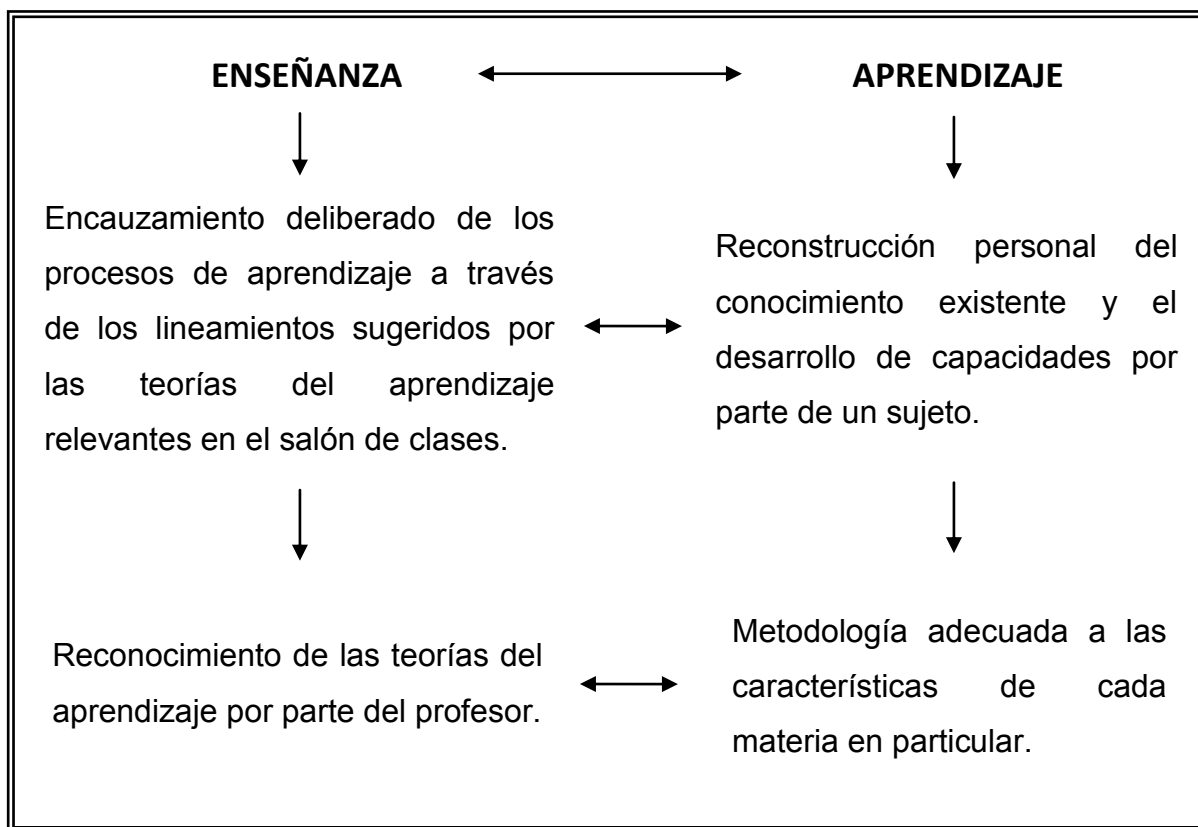 ENSEÑANZA
APRENDIZAJE
Encauzamiento deliberado de los
procesos de aprendizaje a través
de los lineamientos sugeridos por
las teorías del aprendizaje
relevantes en el salón de clases.
Reconstrucción personal del
conocimiento existente y el
desarrollo de capacidades por
parte de un sujeto.
Reconocimiento de las teorías del
aprendizaje por parte del profesor.
Metodología adecuada a las
características de cada
materia en particular.